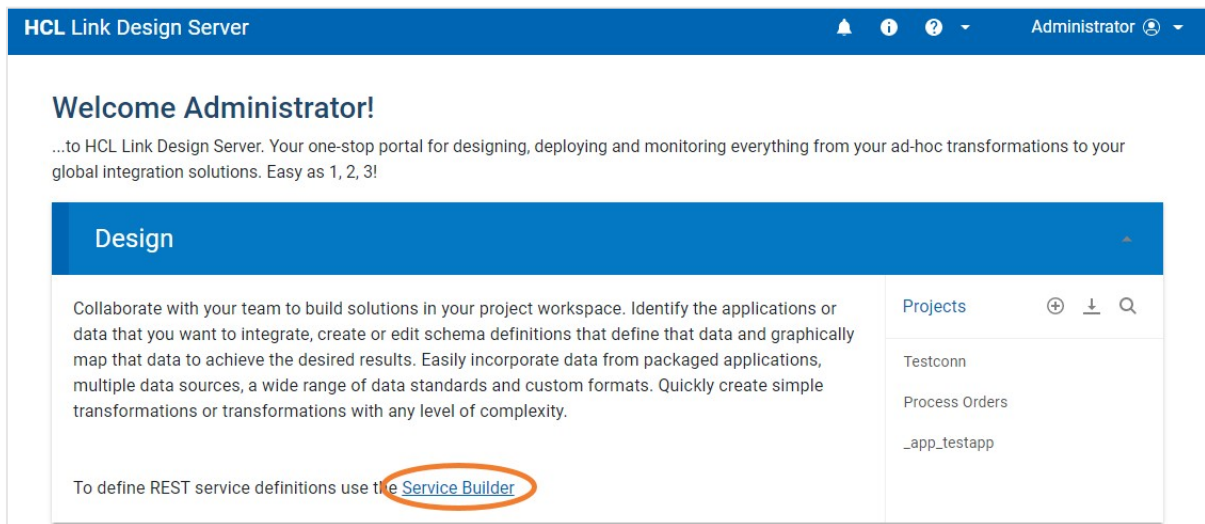 HCL Link Design Server
Administrator
Welcome Administrator!
...to HCL Link Design Server. Your one-stop portal for designing, deploying and monitoring everything from your ad-hoc transformations to your
global integration solutions. Easy as 1, 2, 3!
Design
Collaborate with your team to build solutions in your project workspace. Identify the applications or
data that you want to integrate, create or edit schema definitions that define that data and graphically
map that data to achieve the desired results. Easily incorporate data from packaged applications,
multiple data sources, a wide range of data standards and custom formats. Quickly create simple
transformations or transformations with any level of complexity.
To define REST service definitions use the Service Builder
Projects
Testconn
Process Orders
_app_testapp